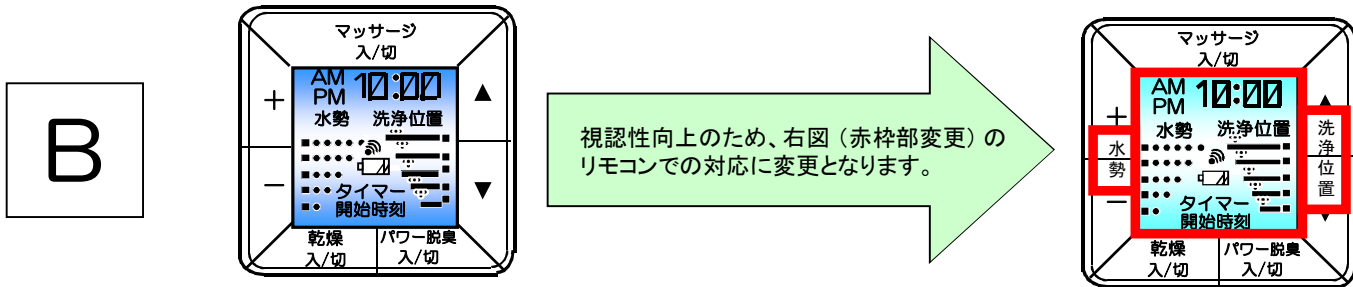 B
マッサージ
入/切
AM 10:00
PM
水勢 洗浄位置
+
▲
−
▼
タイマー
開始時刻
乾燥
入/切
パワー脱臭
入/切
視認性向上のため、右図（赤枠部変更）の
リモコンでの対応に変更となります。
マッサージ
入/切
AM 10:00
PM
水勢 洗浄位置
+
水勢
−
▲
洗浄位置
▼
タイマー
開始時刻
乾燥
入/切
パワー脱臭
入/切